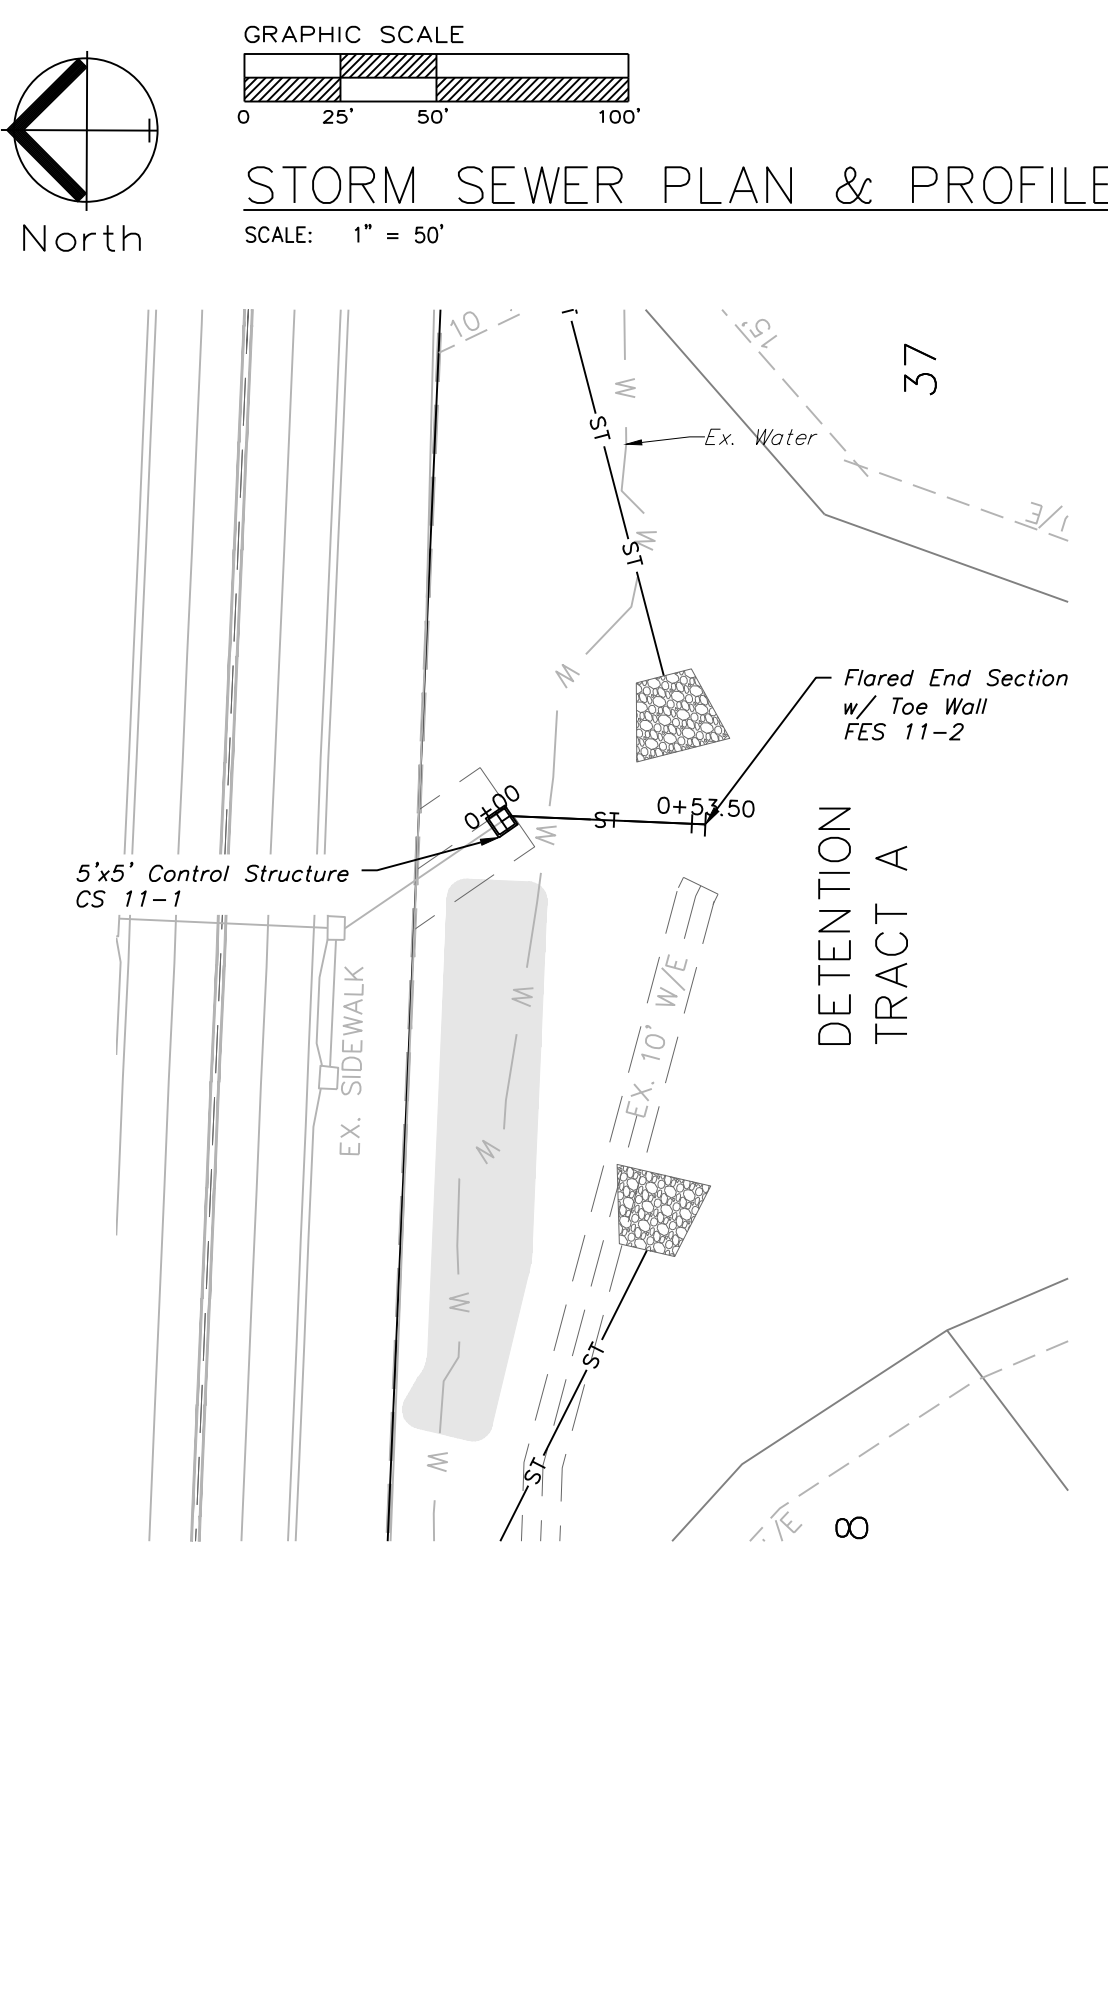 GRAPHIC SCALE
0 25' 50' 100'
North
STORM SEWER PLAN & PROFILE
SCALE: 1" = 50'
10
15'
37
W
ST
Ex. Water
U/E
W
ST
W
Flared End Section
w/ Toe Wall
FES 11-2
0+00
0+53.50
ST
W
5'x5' Control Structure
CS 11-1
DETENTION
TRACT A
EX. SIDEWALK
W
EX. 10' W/E
W
W
ST
W
ST
/E
8